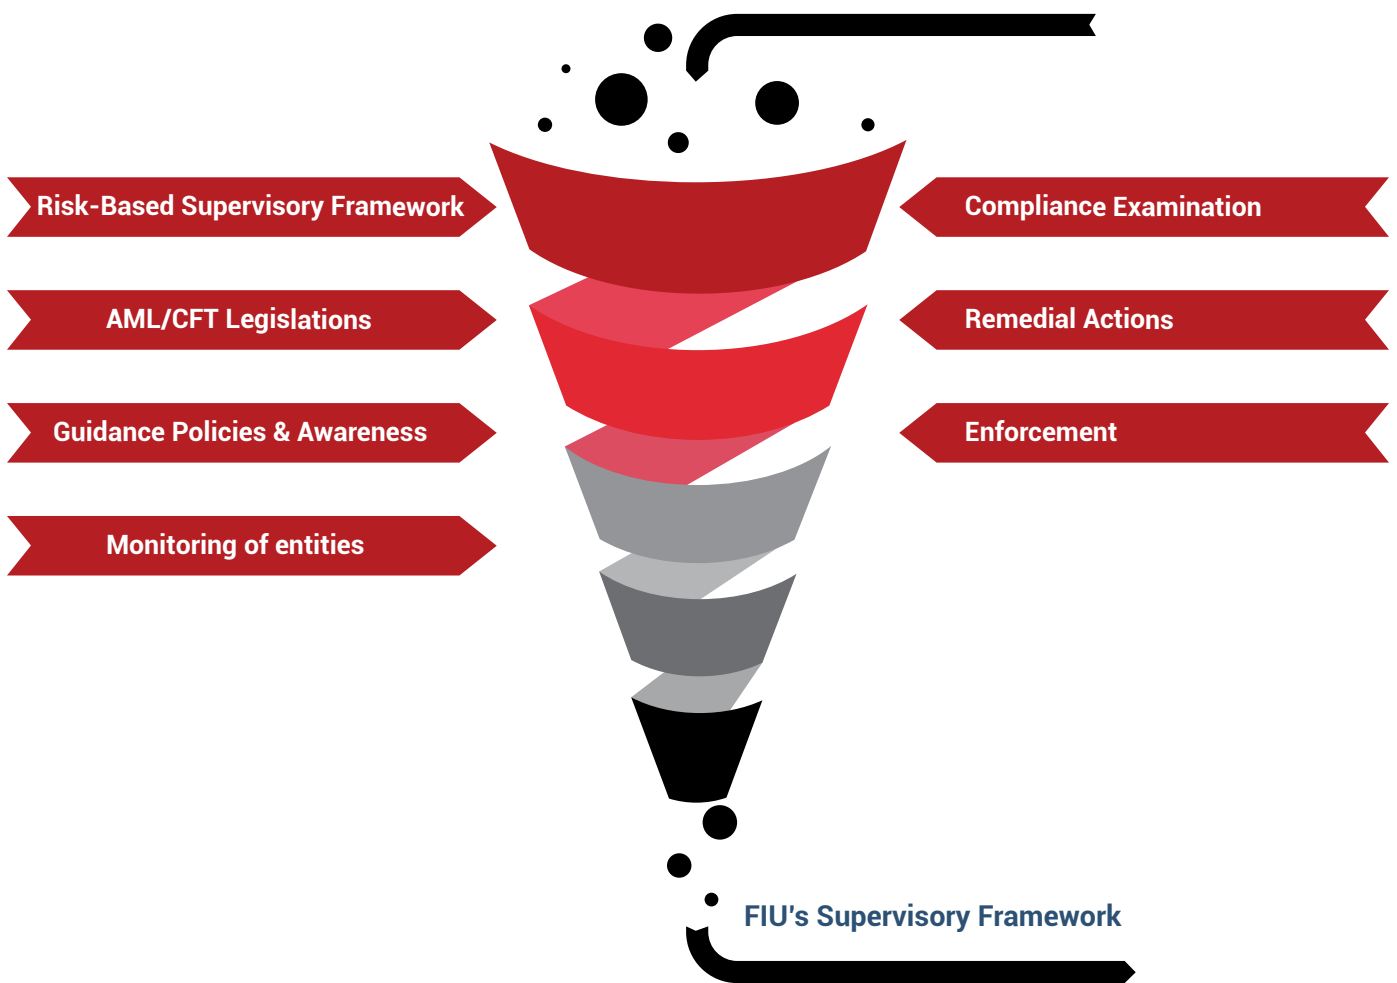 Risk-Based Supervisory Framework
Compliance Examination
AML/CFT Legislations
Remedial Actions
Guidance Policies & Awareness
Enforcement
Monitoring of entities
FIU's Supervisory Framework